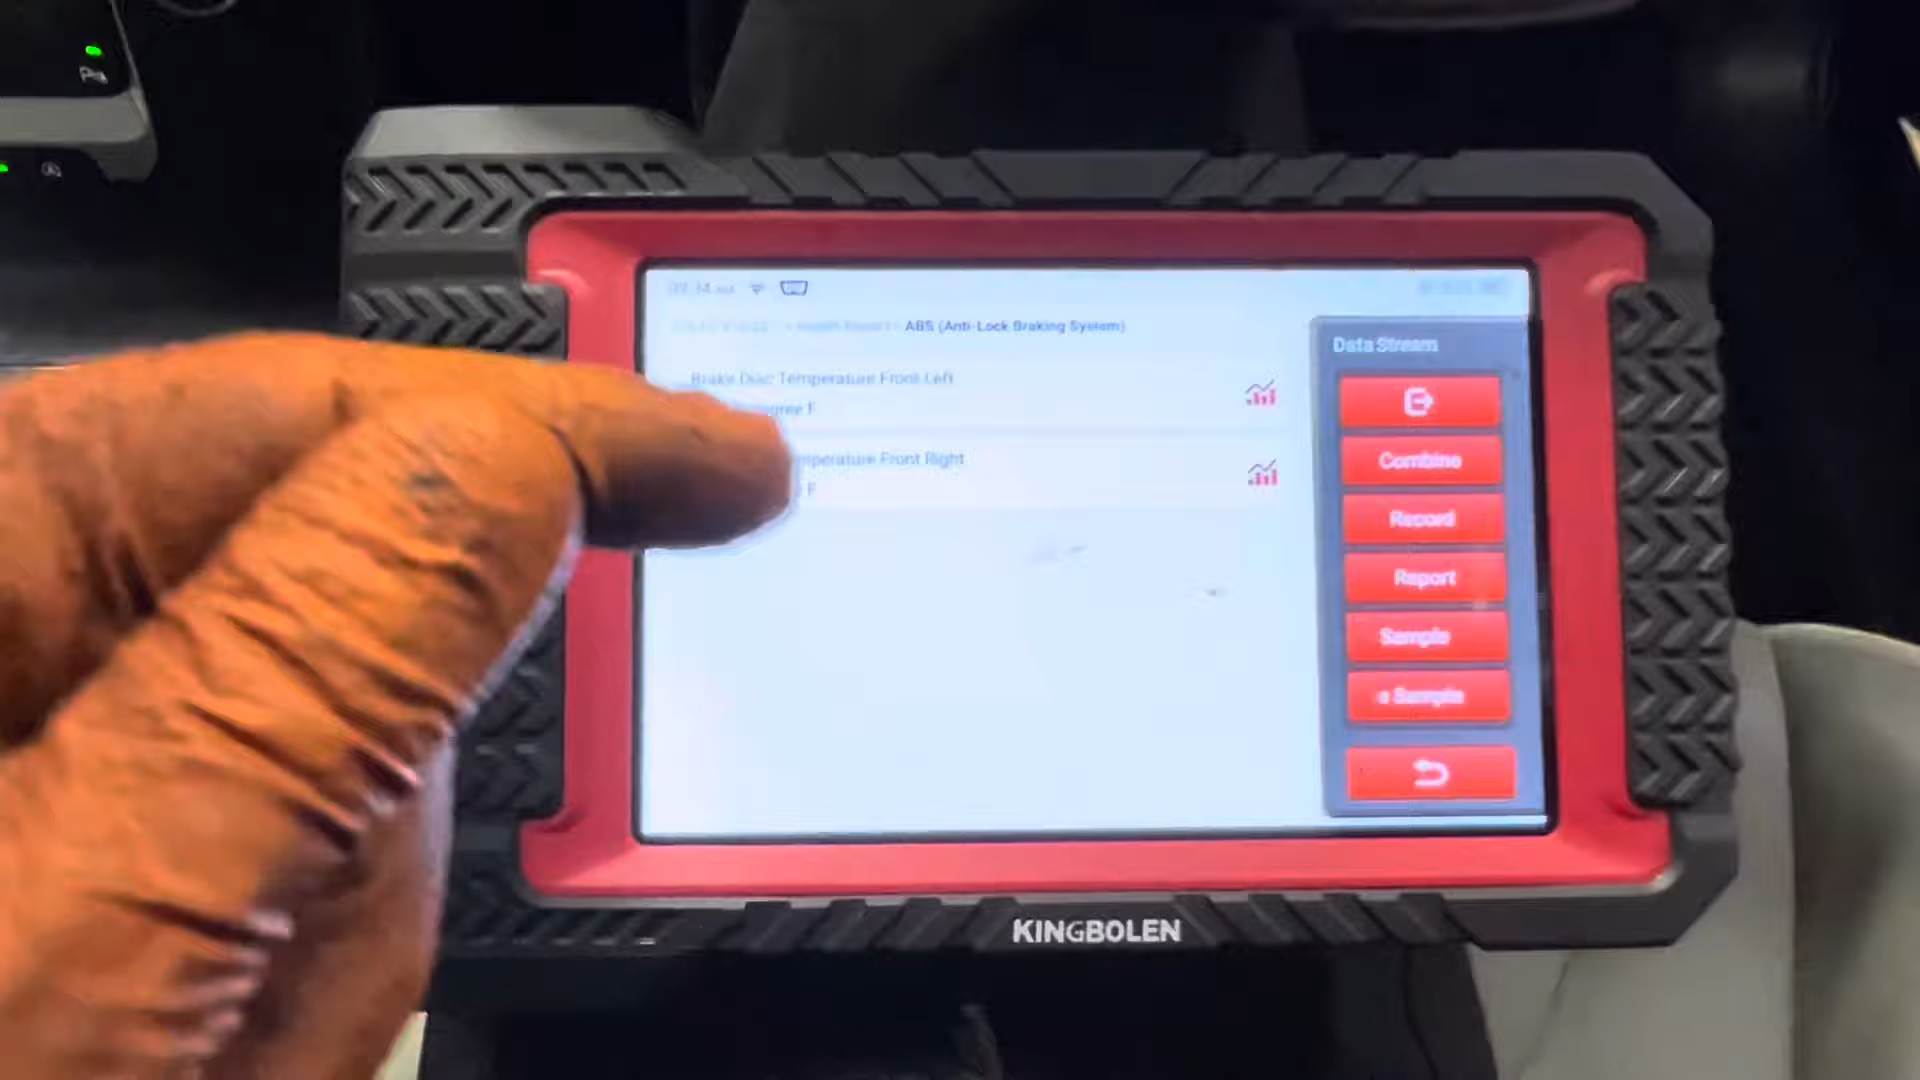 ABS (Anti-Lock Braking System)
Data Stream
Brake Disc Temperature Front Left
F
Temperature Front Right
F
Combine
Record
Report
Sample
Sample
KINGBOLEN